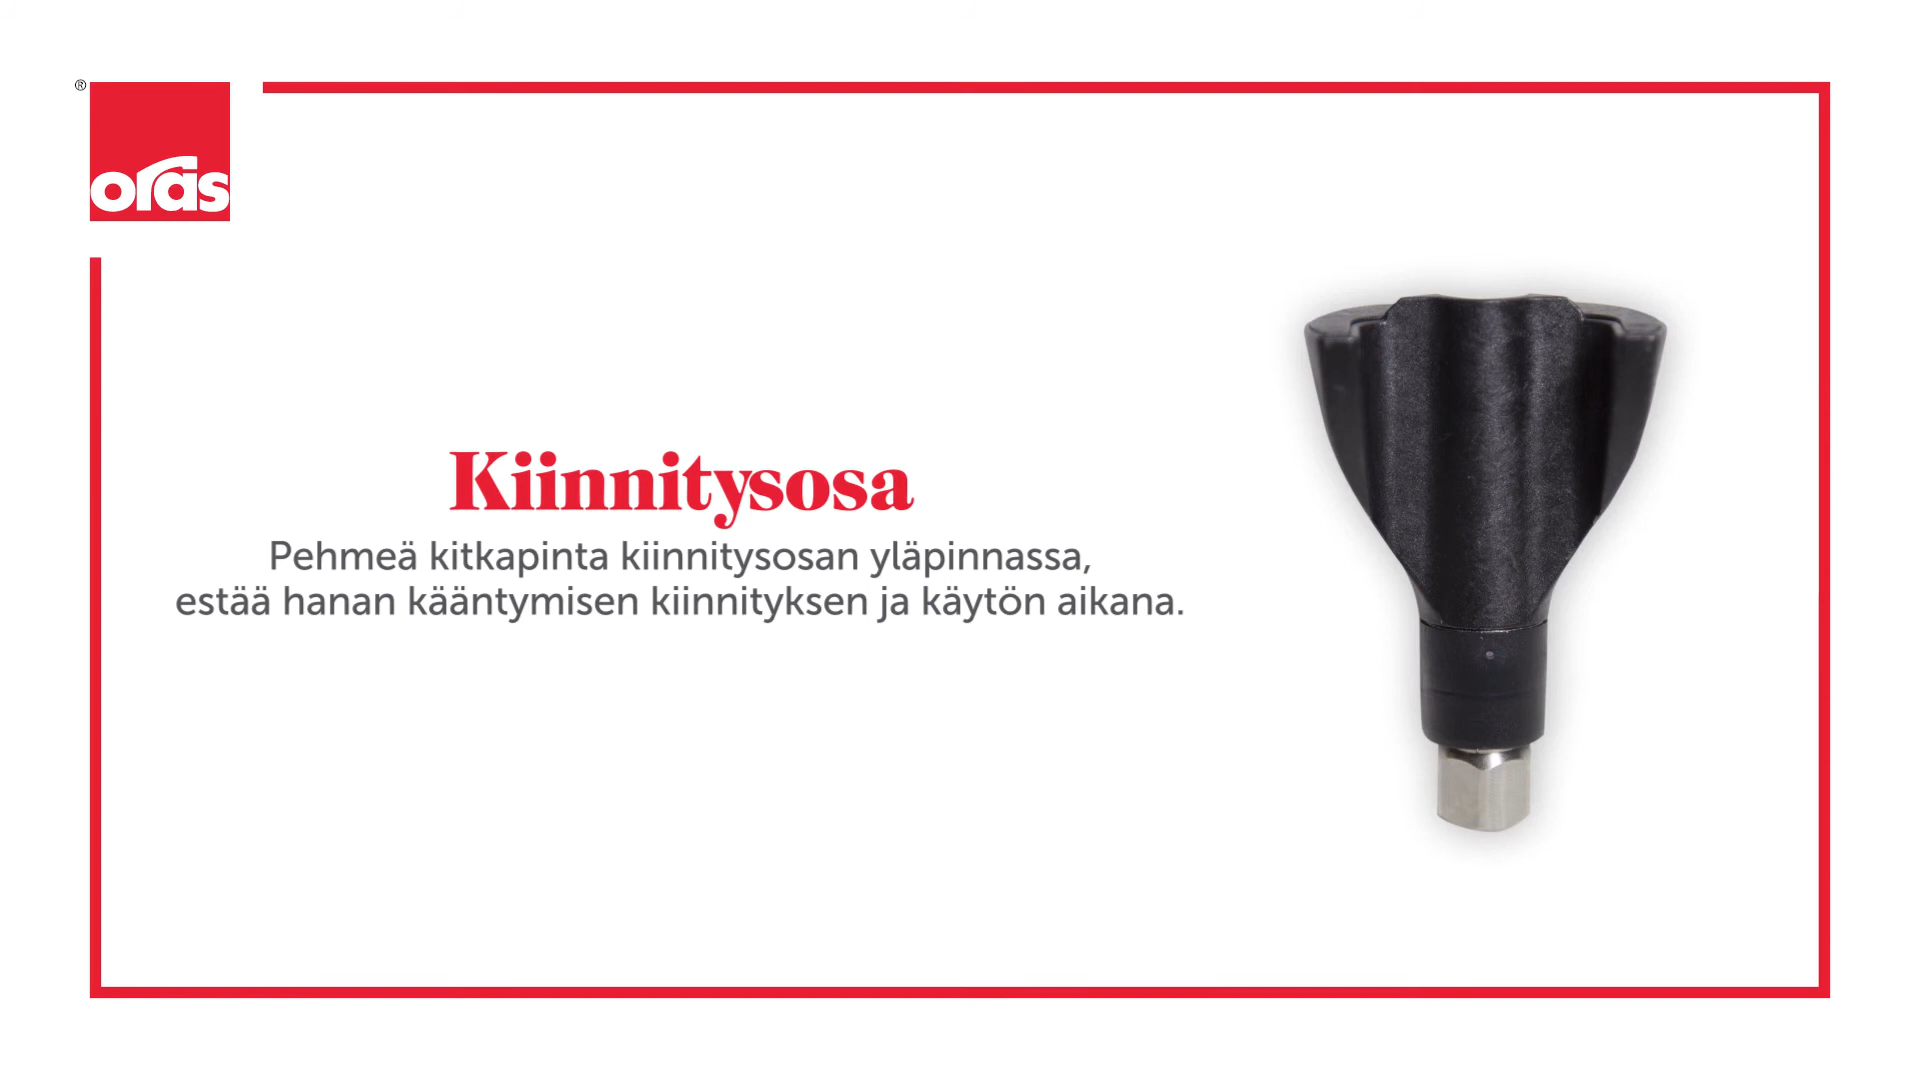 ®
oras
Kiinnitysosa
Pehmeä kitkapinta kiinnitysosan yläpinnassa,
estää hanan kääntymisen kiinnityksen ja käytön aikana.